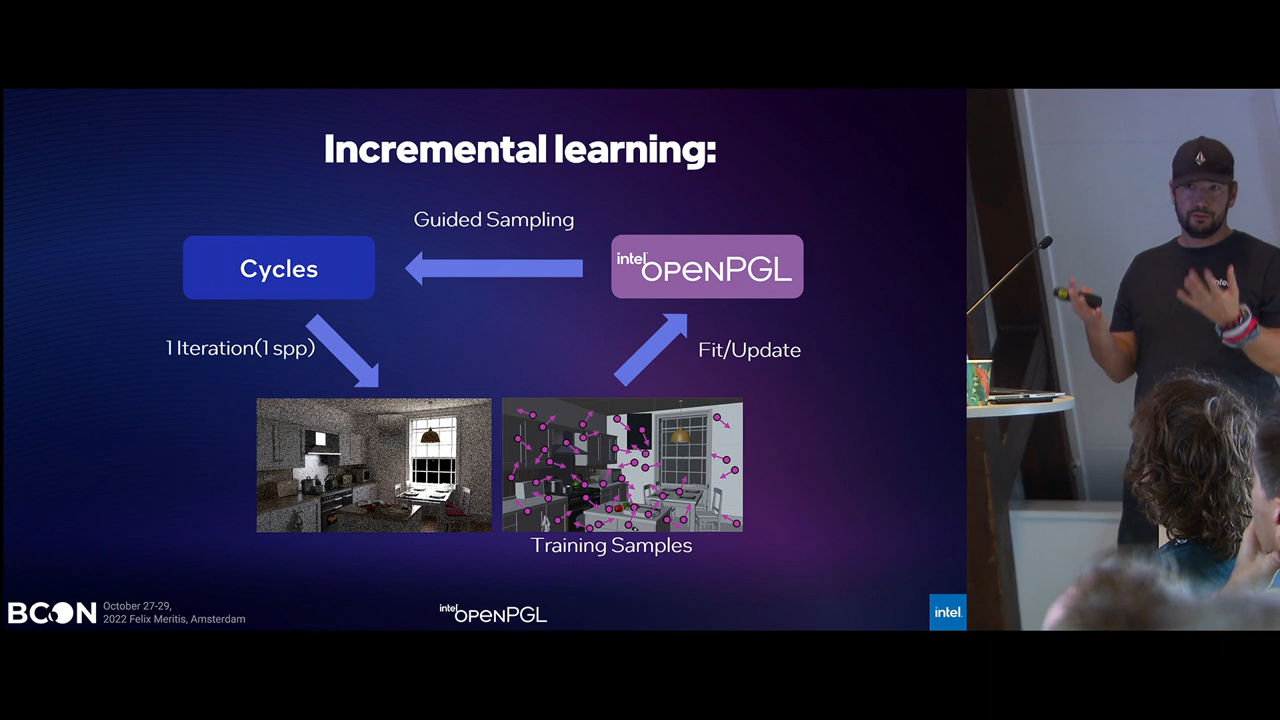 Incremental learning:
Guided Sampling
Cycles
intel openPGL
1 Iteration(1 spp)
Fit/Update
Training Samples
BCON
October 27-29,
2022 Felix Meritis, Amsterdam
intel openPGL
intel.
intel